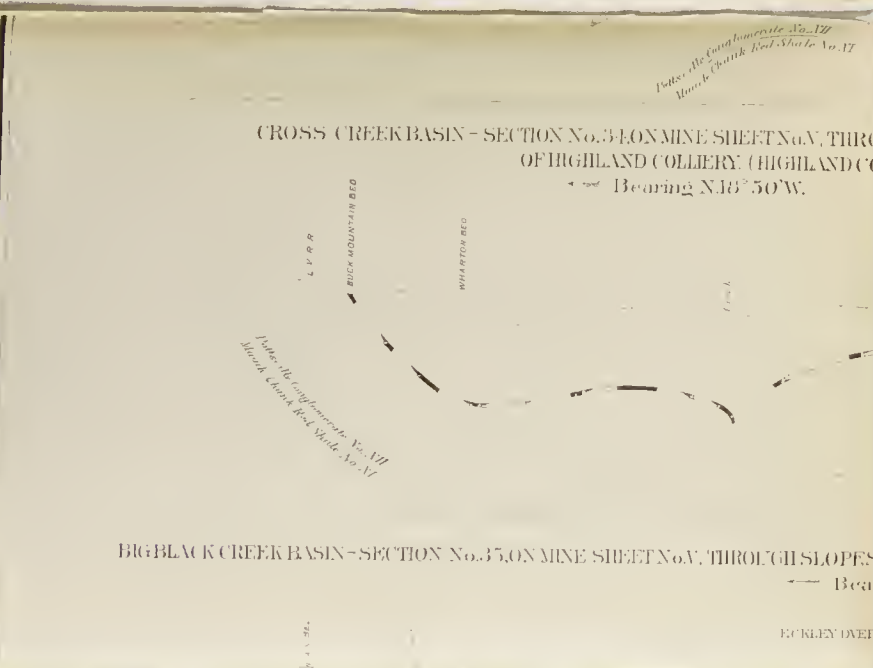 Pottsville Conglomerate No. XII
Mauch Chunk Red Shale No. XI
CROSS CREEK BASIN - SECTION No. 34, ON MINE SHEET No. V, THRO
OF HIGHLAND COLLIERY. (HIGHLAND CO
Bearing N.18° 50' W.
L V R R
BUCK MOUNTAIN BED
WHARTON BED
Pottsville Conglomerate No. XII
Mauch Chunk Red Shale No. XI
BIG BLACK CREEK BASIN - SECTION No. 35, ON MINE SHEET No. V, THROUGH SLOPES
Bea
ECKLEY OVER